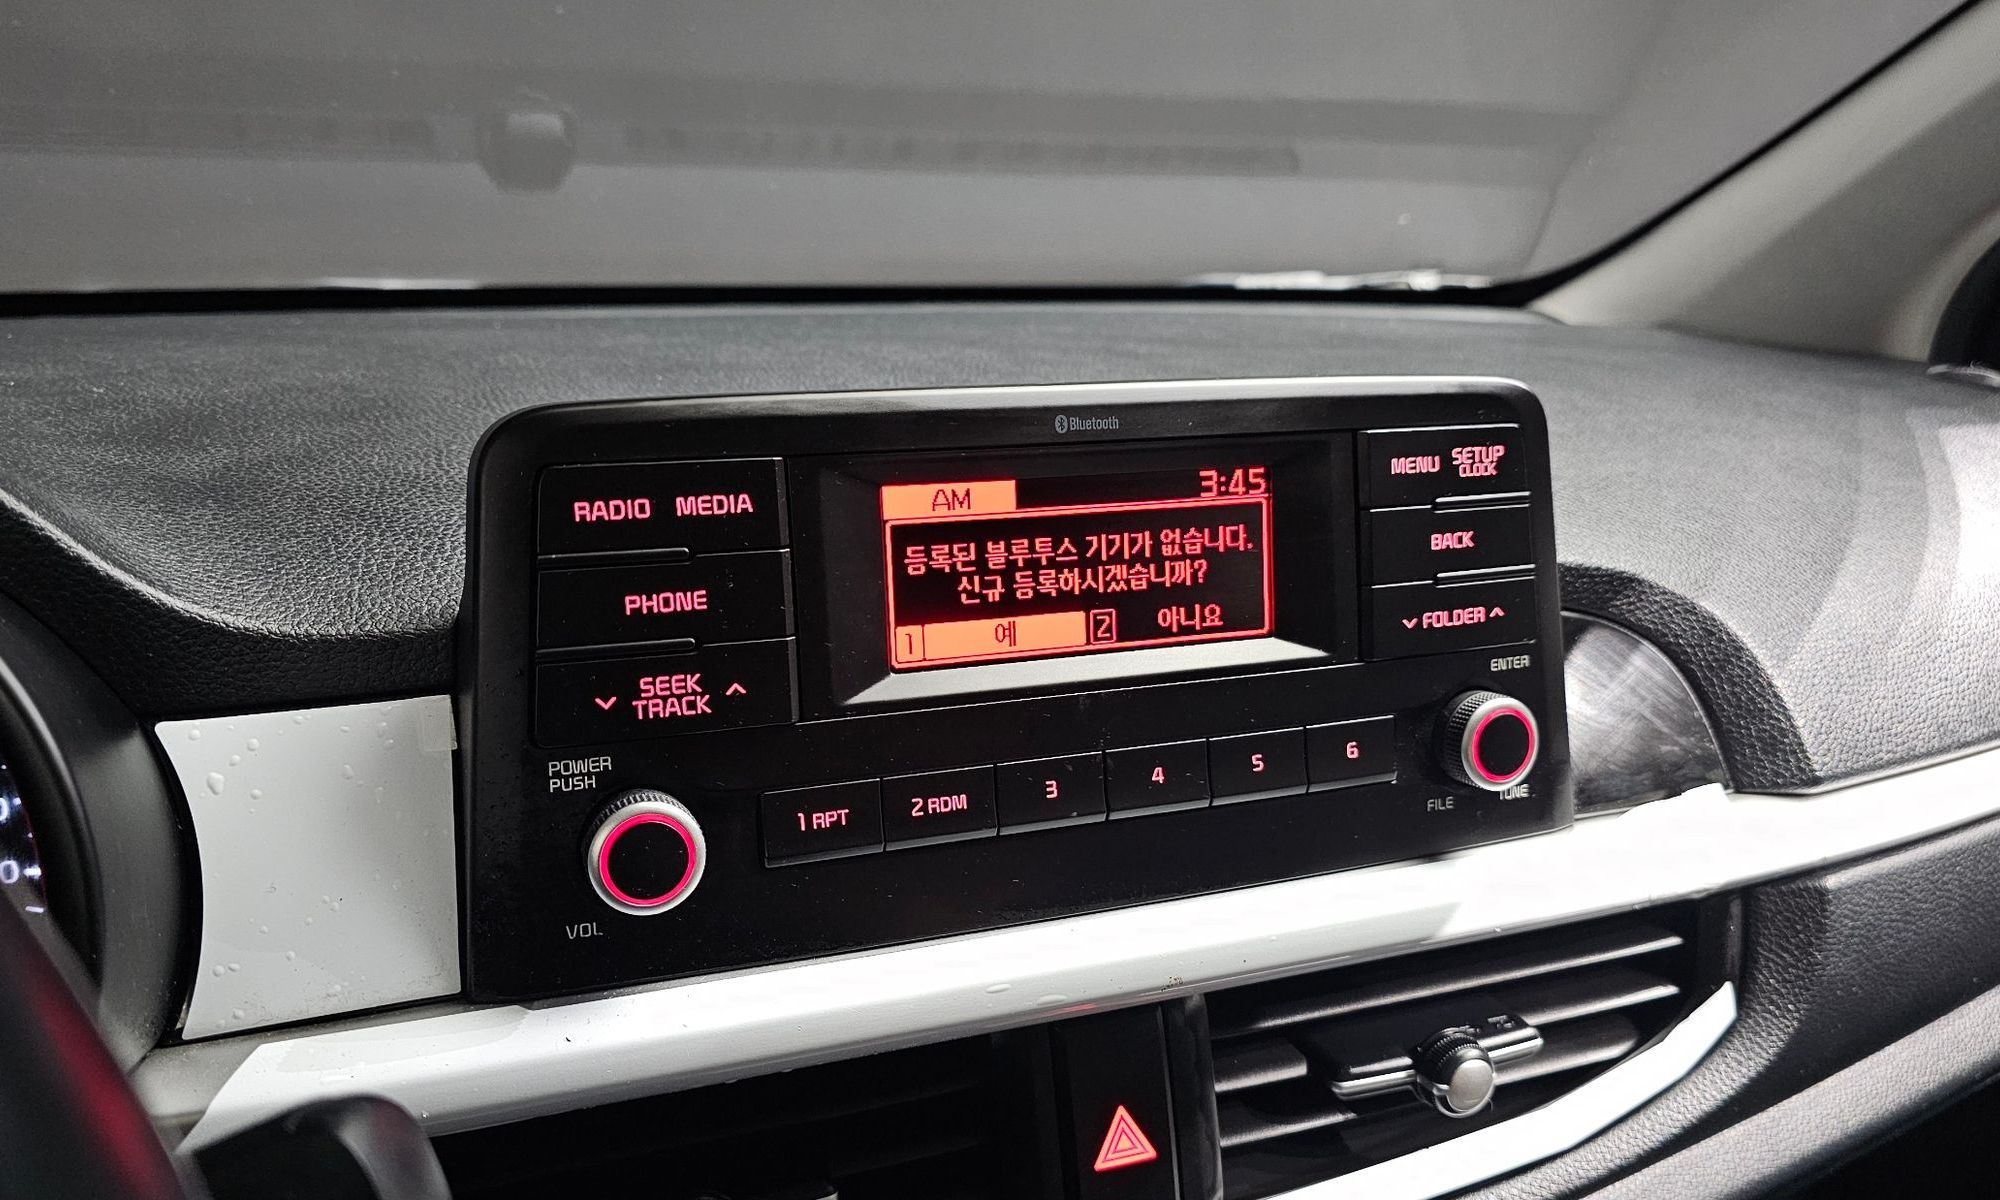 Bluetooth
RADIO MEDIA
PHONE
SEEK
TRACK
POWER
PUSH
VOL
AM 3:45
등록된 블루투스 기기가 없습니다.
신규 등록하시겠습니까?
1 예 2 아니요
MENU SETUP
CLOCK
BACK
FOLDER
ENTER
FILE TUNE
1 RPT 2 RDM 3 4 5 6